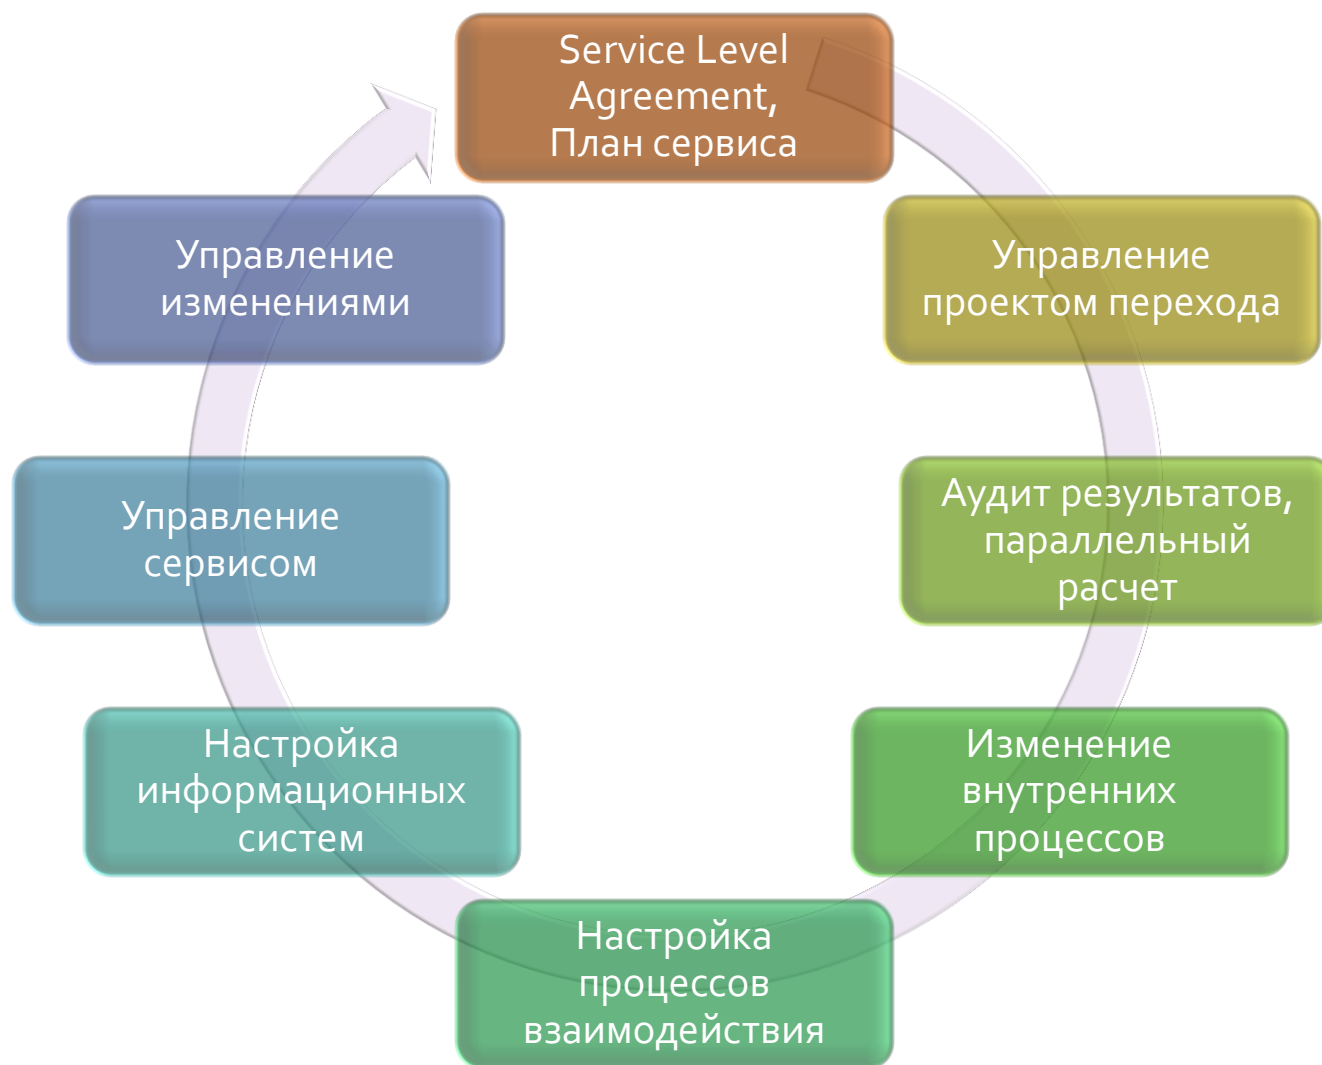 Service Level
Agreement,
План сервиса
Управление
проектом перехода
Аудит результатов,
параллельный
расчет
Изменение
внутренних
процессов
Настройка
процессов
взаимодействия
Настройка
информационных
систем
Управление
сервисом
Управление
изменениями